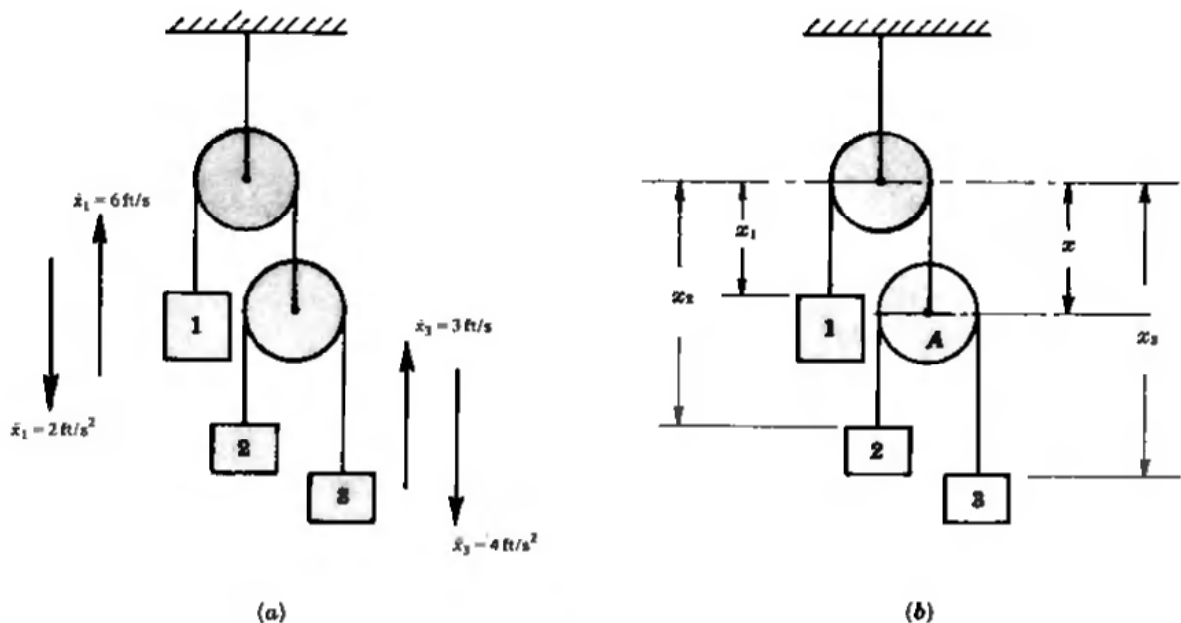 ẋ₁ = 6 ft/s
1
ẋ₃ = 3 ft/s
ẍ₁ = 2 ft/s²
2
3
ẍ₃ = 4 ft/s²
(a)
x₁
x
x₂
1
A
x₃
2
3
(b)